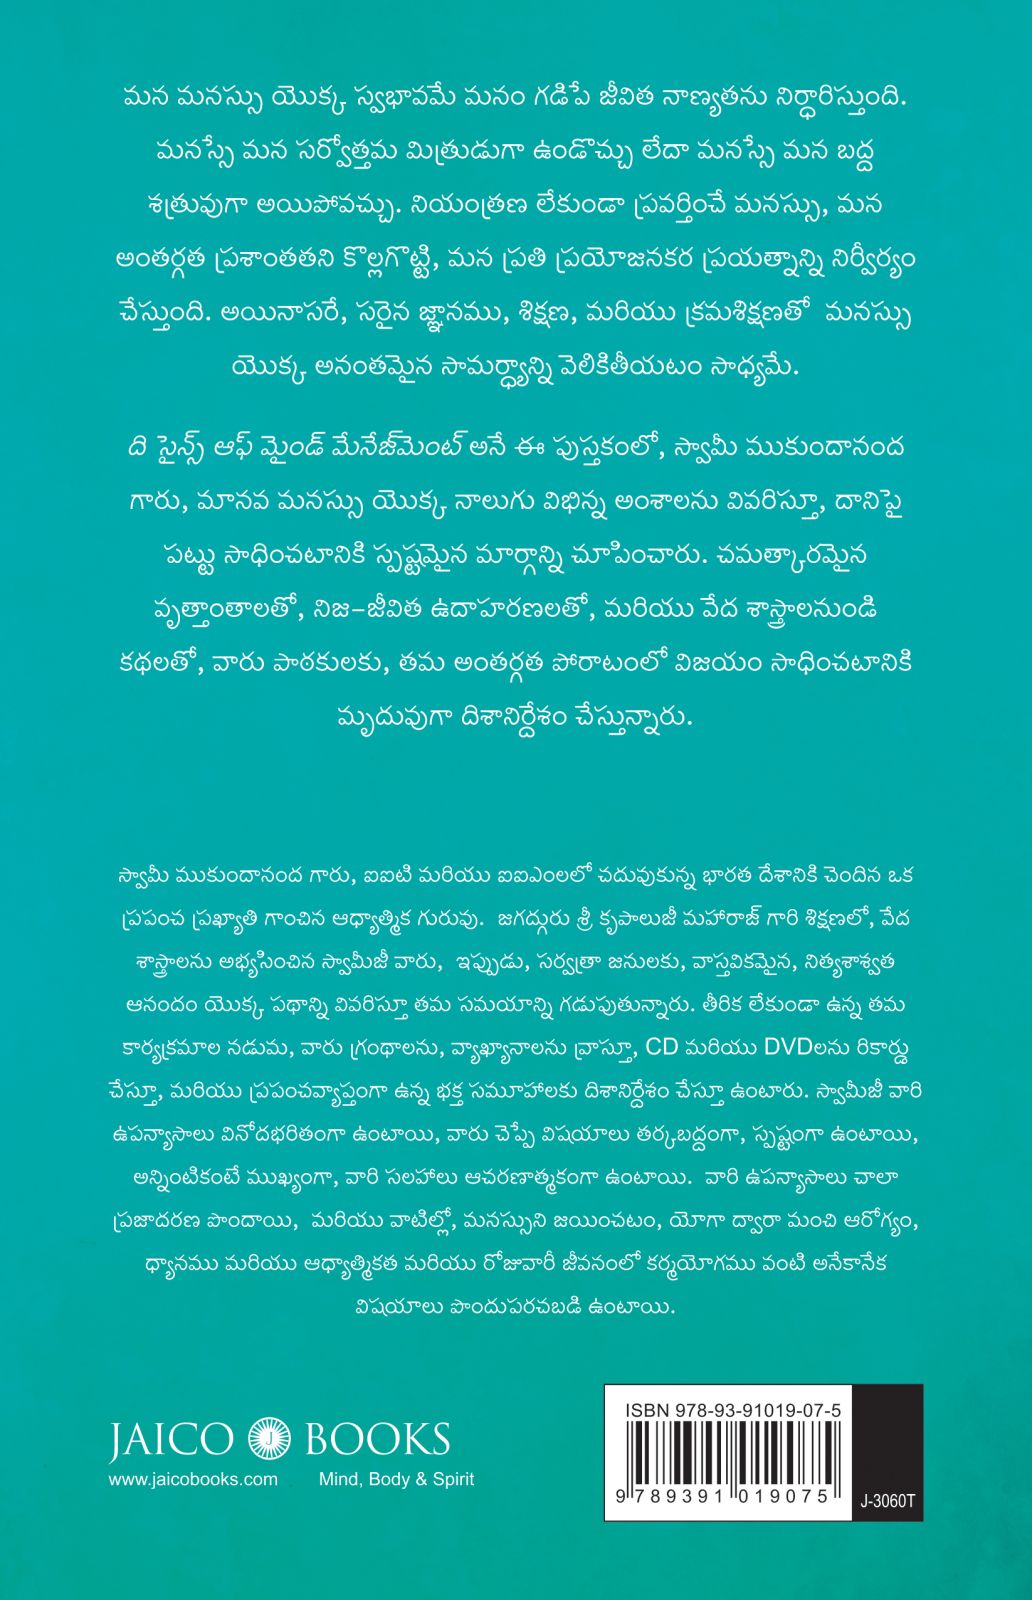 మన మనస్సు యొక్క స్వభావమే మనం గడిపే జీవిత నాణ్యతను నిర్ధారిస్తుంది.
మనస్సే మన సర్వోత్తమ మిత్రుడుగా ఉండొచ్చు లేదా మనస్సే మన బద్ద
శత్రువుగా అయిపోవచ్చు. నియంత్రణ లేకుండా ప్రవర్తించే మనస్సు, మన
అంతర్గత ప్రశాంతతని కొల్లగొట్టి, మన ప్రతి ప్రయోజనకర ప్రయత్నాన్ని నిర్వీర్యం
చేస్తుంది. అయినాసరే, సరైన జ్ఞానము, శిక్షణ, మరియు క్రమశిక్షణతో మనస్సు
యొక్క అనంతమైన సామర్ధ్యాన్ని వెలికితీయటం సాధ్యమే.
ది సైన్స్ ఆఫ్ మైండ్ మేనేజ్‌మెంట్ అనే ఈ పుస్తకంలో, స్వామీ ముకుందానంద
గారు, మానవ మనస్సు యొక్క నాలుగు విభిన్న అంశాలను వివరిస్తూ, దానిపై
పట్టు సాధించటానికి స్పష్టమైన మార్గాన్ని చూపించారు. చమత్కారమైన
వృత్తాంతాలతో, నిజ–జీవిత ఉదాహరణలతో, మరియు వేద శాస్త్రాలనుండి
కథలతో, వారు పాఠకులకు, తమ అంతర్గత పోరాటంలో విజయం సాధించటానికి
మృదువుగా దిశానిర్దేశం చేస్తున్నారు.
స్వామీ ముకుందానంద గారు, ఐఐటి మరియు ఐఐఎంలలో చదువుకున్న భారత దేశానికి చెందిన ఒక
ప్రపంచ ప్రఖ్యాతి గాంచిన ఆధ్యాత్మిక గురువు. జగద్గురు శ్రీ కృపాలుజీ మహారాజ్ గారి శిక్షణలో, వేద
శాస్త్రాలను అభ్యసించిన స్వామీజీ వారు, ఇప్పుడు, సర్వత్రా జనులకు, వాస్తవికమైన, నిత్యశాశ్వత
ఆనందం యొక్క పథాన్ని వివరిస్తూ తమ సమయాన్ని గడుపుతున్నారు. తీరిక లేకుండా ఉన్న తమ
కార్యక్రమాల నడుమ, వారు గ్రంథాలను, వ్యాఖ్యానాలను వ్రాస్తూ, CD మరియు DVDలను రికార్డు
చేస్తూ, మరియు ప్రపంచవ్యాప్తంగా ఉన్న భక్త సమూహాలకు దిశానిర్దేశం చేస్తూ ఉంటారు. స్వామీజీ వారి
ఉపన్యాసాలు వినోదభరితంగా ఉంటాయి, వారు చెప్పే విషయాలు తర్కబద్దంగా, స్పష్టంగా ఉంటాయి,
అన్నింటికంటే ముఖ్యంగా, వారి సలహాలు ఆచరణాత్మకంగా ఉంటాయి. వారి ఉపన్యాసాలు చాలా
ప్రజాదరణ పొందాయి, మరియు వాటిల్లో, మనస్సుని జయించటం, యోగా ద్వారా మంచి ఆరోగ్యం,
ధ్యానము మరియు ఆధ్యాత్మికత మరియు రోజువారీ జీవనంలో కర్మయోగము వంటి అనేకానేక
విషయాలు పొందుపరచబడి ఉంటాయి.
JAICO J BOOKS
www.jaicobooks.com Mind, Body & Spirit
ISBN 978-93-91019-07-5
9 789391 019075
J-3060T